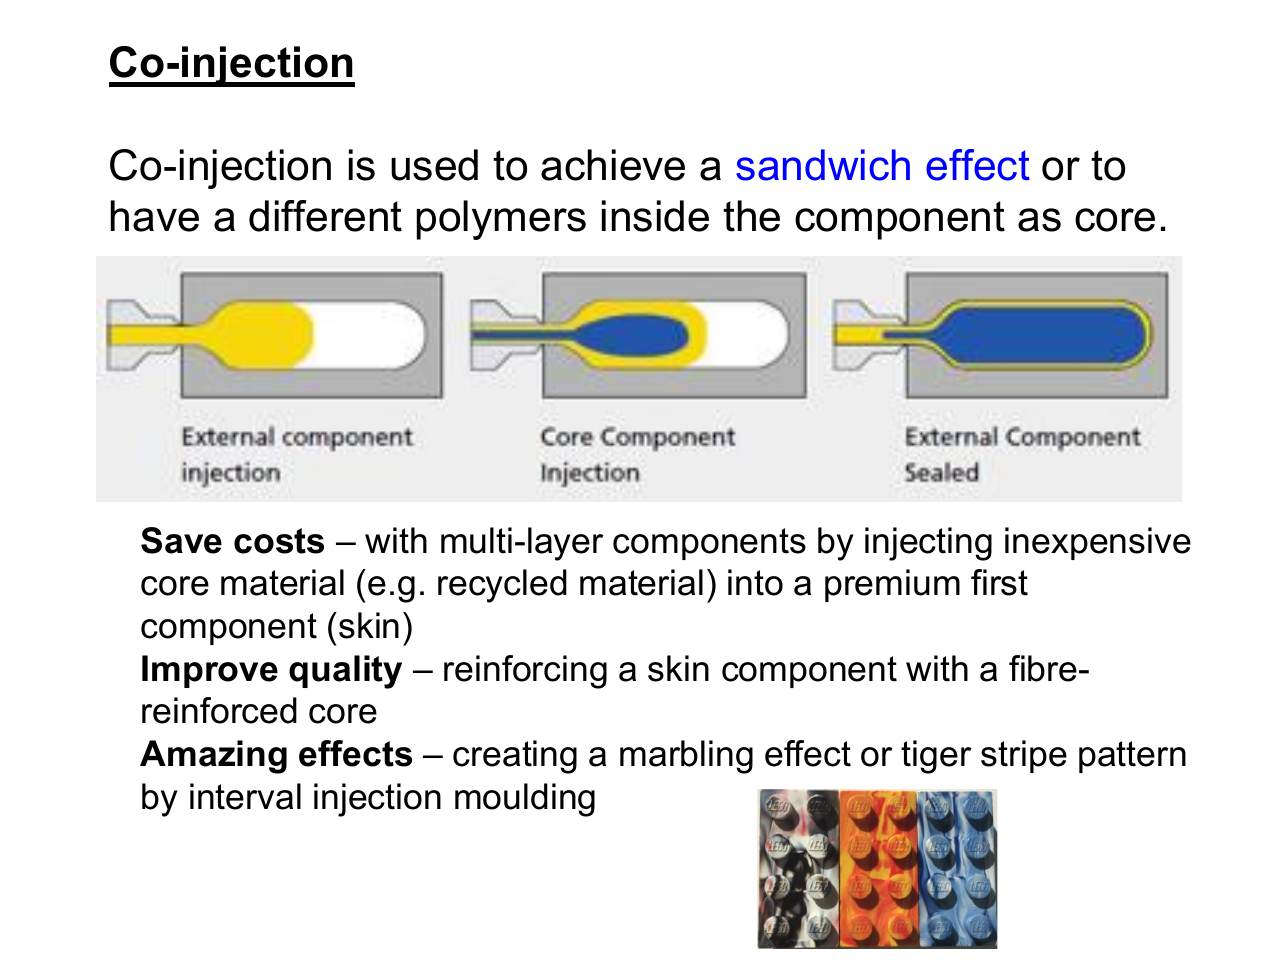 Co-injection
Co-injection is used to achieve a sandwich effect or to
have a different polymers inside the component as core.
External component
injection
Core Component
Injection
External Component
Sealed
Save costs – with multi-layer components by injecting inexpensive
core material (e.g. recycled material) into a premium first
component (skin)
Improve quality – reinforcing a skin component with a fibre-
reinforced core
Amazing effects – creating a marbling effect or tiger stripe pattern
by interval injection moulding